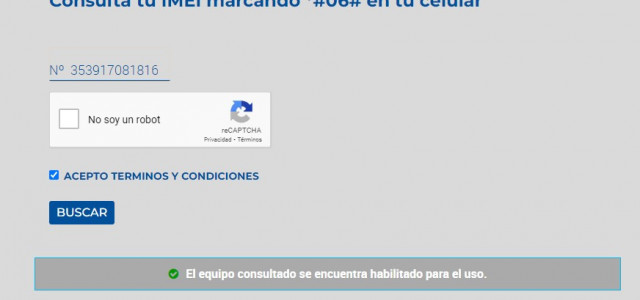 Consulta tu IMEI marcando *#06# en tu celular
Nº 353917081816
No soy un robot
reCAPTCHA
Privacidad - Términos
ACEPTO TERMINOS Y CONDICIONES
BUSCAR
El equipo consultado se encuentra habilitado para el uso.